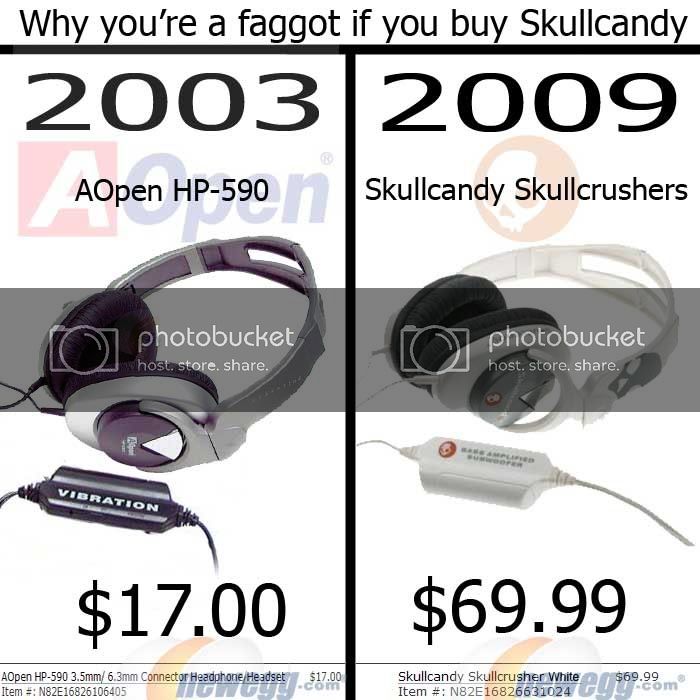 Why you're a faggot if you buy Skullcandy
2003
AOpen®
AOpen HP-590
photobucket
host. store. share.
AOpen
VIBRATION
$17.00
AOpen HP-590 3.5mm/ 6.3mm Connector Headphone/Headset $17.00
Item #: N82E16826106405
newegg.com
2009
Skullcandy Skullcrushers
photobucket
host. store. share.
BASS AMPLIFIED
SUBWOOFER
$69.99
Skullcandy Skullcrusher White $69.99
Item #: N82E16826631024
newegg.com